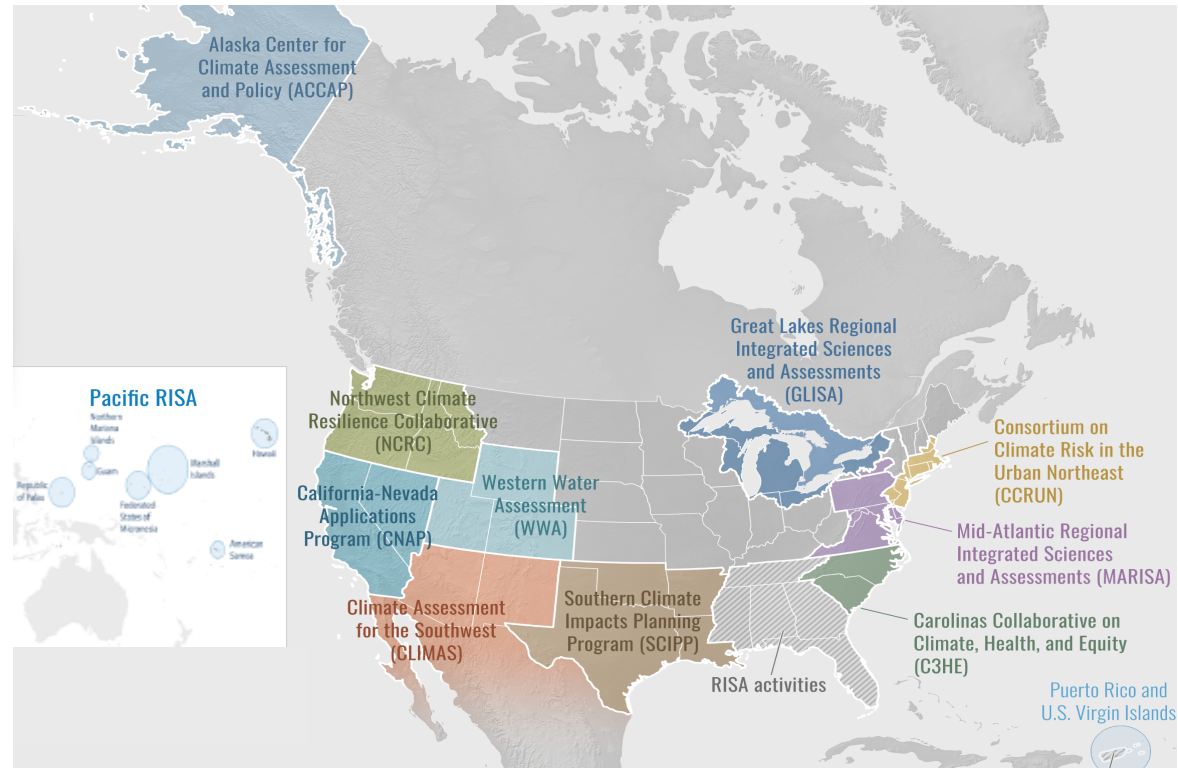 Alaska Center for
Climate Assessment
and Policy (ACCAP)
Great Lakes Regional
Integrated Sciences
and Assessments
(GLISA)
Pacific RISA
Northern
Mariana
Islands
Guam
Republic
of Palau
Federated
States of
Micronesia
Marshall
Islands
Hawaii
American
Samoa
Northwest Climate
Resilience Collaborative
(NCRC)
California-Nevada
Applications
Program (CNAP)
Western Water
Assessment
(WWA)
Climate Assessment
for the Southwest
(CLIMAS)
Southern Climate
Impacts Planning
Program (SCIPP)
RISA activities
Consortium on
Climate Risk in the
Urban Northeast
(CCRUN)
Mid-Atlantic Regional
Integrated Sciences
and Assessments (MARISA)
Carolinas Collaborative on
Climate, Health, and Equity
(C3HE)
Puerto Rico and
U.S. Virgin Islands